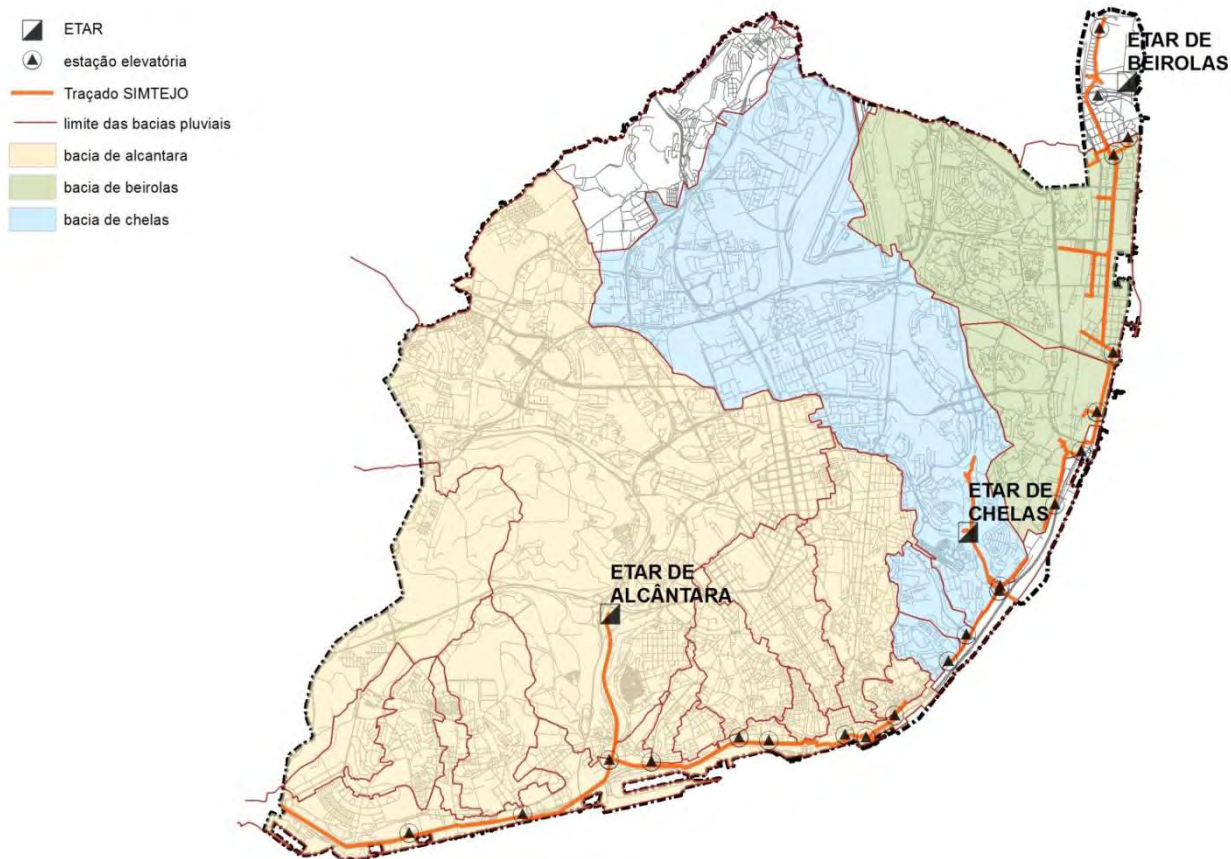 ETAR
estação elevatória
Traçado SIMTEJO
limite das bacias pluviais
bacia de alcantara
bacia de beirolas
bacia de chelas
ETAR DE
BEIROLAS
ETAR DE
CHELAS
ETAR DE
ALCÂNTARA